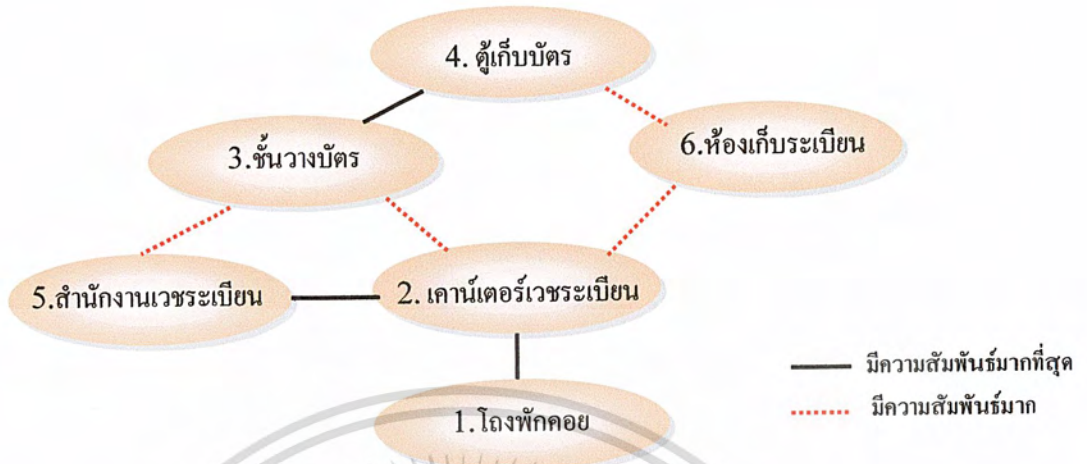 4. ตู้เก็บบัตร
3.ชั้นวางบัตร
6.ห้องเก็บระเบียน
5.สำนักงานเวชระเบียน
2. เคาน์เตอร์เวชระเบียน
1.โถงพักคอย
มีความสัมพันธ์มากที่สุด
มีความสัมพันธ์มาก